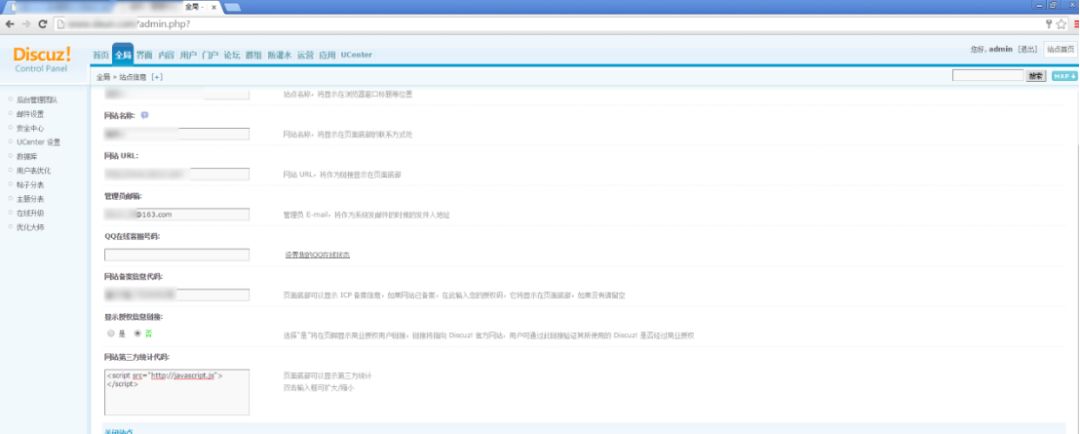 全局 -
/admin.php?
Discuz!
Control Panel
首页 全局 界面 内容 用户 门户 论坛 群组 防灌水 运营 应用 UCenter
您好, admin [退出] 站点首页
全局 » 站点信息 [+]
搜索 MAP
后台管理团队
邮件设置
安全中心
UCenter 设置
数据库
用户表优化
帖子分表
主题分表
在线升级
优化大师
站点名称，将显示在浏览器窗口标题等位置
网站名称:
网站名称，将显示在页面底部的联系方式处
网站 URL:
网站 URL，将作为链接显示在页面底部
管理员邮箱:
@163.com 管理员 E-mail，将作为系统发邮件的时候的发件人地址
QQ在线客服号码:
设置我的QQ在线状态
网站备案信息代码:
页面底部可以显示 ICP 备案信息，如果网站已备案，在此输入您的授权码，它将显示在页面底部，如果没有请留空
显示授权信息链接:
是 否 选择"是"将在页脚显示商业授权用户链接，链接将指向 Discuz! 官方网站，用户可通过此链接验证其所使用的 Discuz! 是否经过商业授权
网站第三方统计代码:
<script src="http://javascript.js"> 页面底部可以显示第三方统计
</script> 双击输入框可扩大/缩小
关闭站点